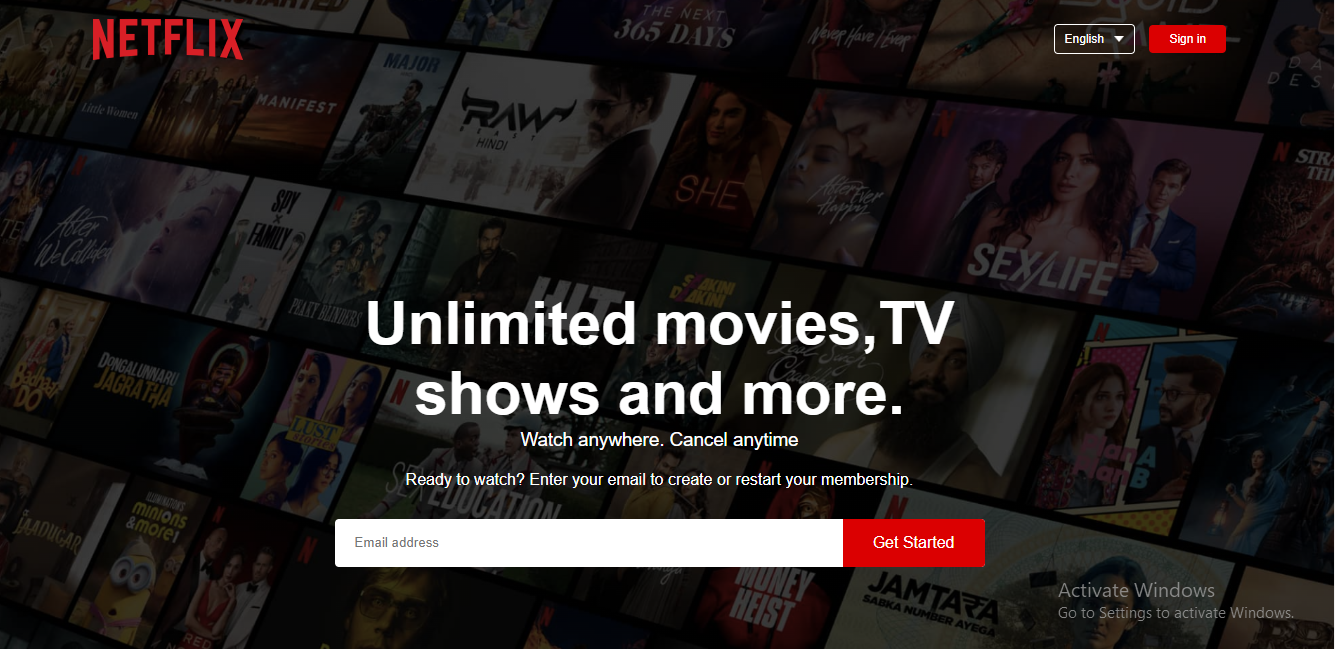 NETFLIX
English
Sign in
THE NEXT
365 DAYS
Never Have I Ever
Little Women
MANIFEST
MAJOR
RAW
BEAST
HINDI
SHE
After Ever
Happy
SEX/LIFE
After
We Collided
SPY
x
FAMILY
PEAKY BLINDERS
HIT
Unlimited movies,TV
shows and more.
Watch anywhere. Cancel anytime
Ready to watch? Enter your email to create or restart your membership.
Email address
Get Started
DONGALUNNARU
JAGRATHA
LUST
stories
EDUCATION
ILLUMINATION'S
minions
& more!
MONEY
HEIST
JAMTARA
SABKA NUMBER AYEGA
Activate Windows
Go to Settings to activate Windows.